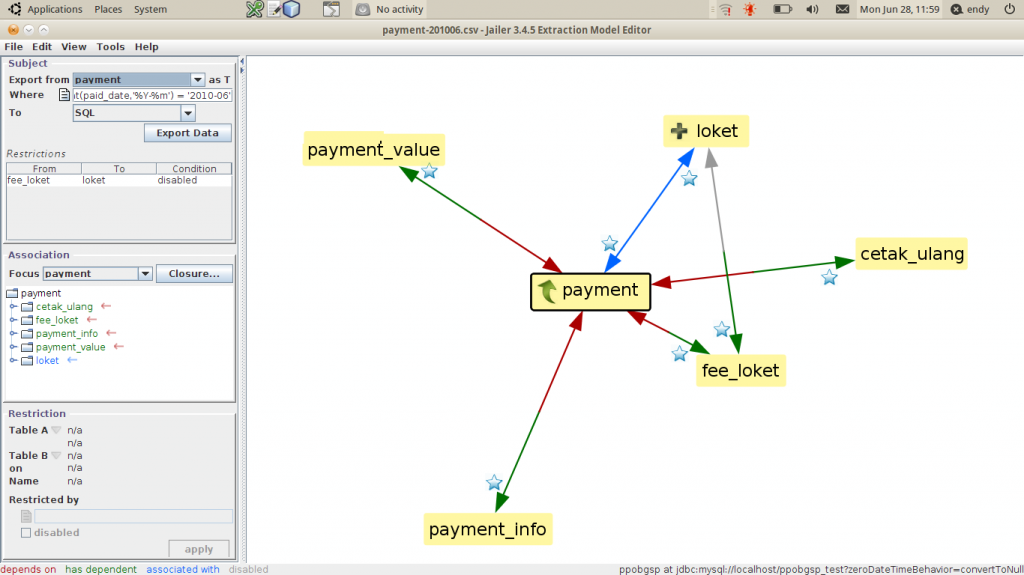 Applications Places System No activity Mon Jun 28, 11:59 endy
payment-201006.csv - Jailer 3.4.5 Extraction Model Editor
File Edit View Tools Help
Subject
Export from payment as T
Where t(paid_date,'%Y-%m') = '2010-06'
To SQL
Export Data
Restrictions
From To Condition
fee_loket loket disabled
Association
Focus payment Closure...
payment
cetak_ulang
fee_loket
payment_info
payment_value
loket
Restriction
Table A n/a
n/a
Table B n/a
on n/a
Name n/a
Restricted by
disabled
apply
payment_value
loket
cetak_ulang
payment
fee_loket
payment_info
depends on has dependent associated with disabled
ppobgsp at jdbc:mysql://localhost/ppobgsp_test?zeroDateTimeBehavior=convertToNull